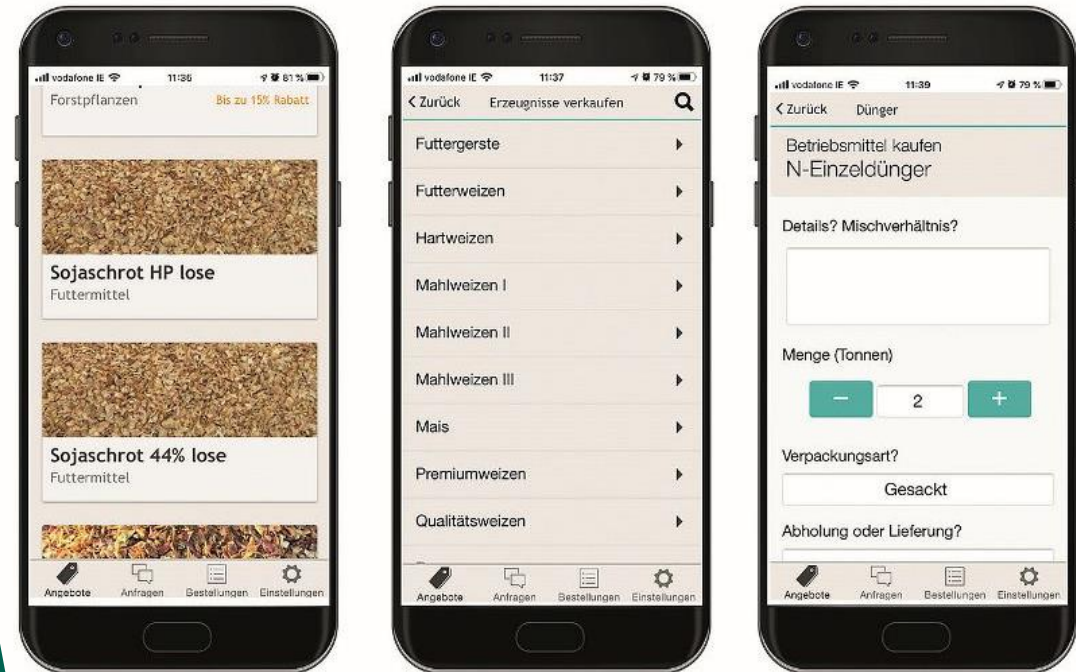 vodafone IE
11:36
81 %
Forstpflanzen
Bis zu 15% Rabatt
Sojaschrot HP lose
Futtermittel
Sojaschrot 44% lose
Futtermittel
Angebote
Anfragen
Bestellungen
Einstellungen
vodafone IE
11:37
79 %
Zurück
Erzeugnisse verkaufen
Futtergerste
Futterweizen
Hartweizen
Mahlweizen I
Mahlweizen II
Mahlweizen III
Mais
Premiumweizen
Qualitätsweizen
Angebote
Anfragen
Bestellungen
Einstellungen
vodafone IE
11:39
79 %
Zurück
Dünger
Betriebsmittel kaufen
N-Einzeldünger
Details? Mischverhältnis?
Menge (Tonnen)
− 2 +
Verpackungsart?
Gesackt
Abholung oder Lieferung?
Angebote
Anfragen
Bestellungen
Einstellungen